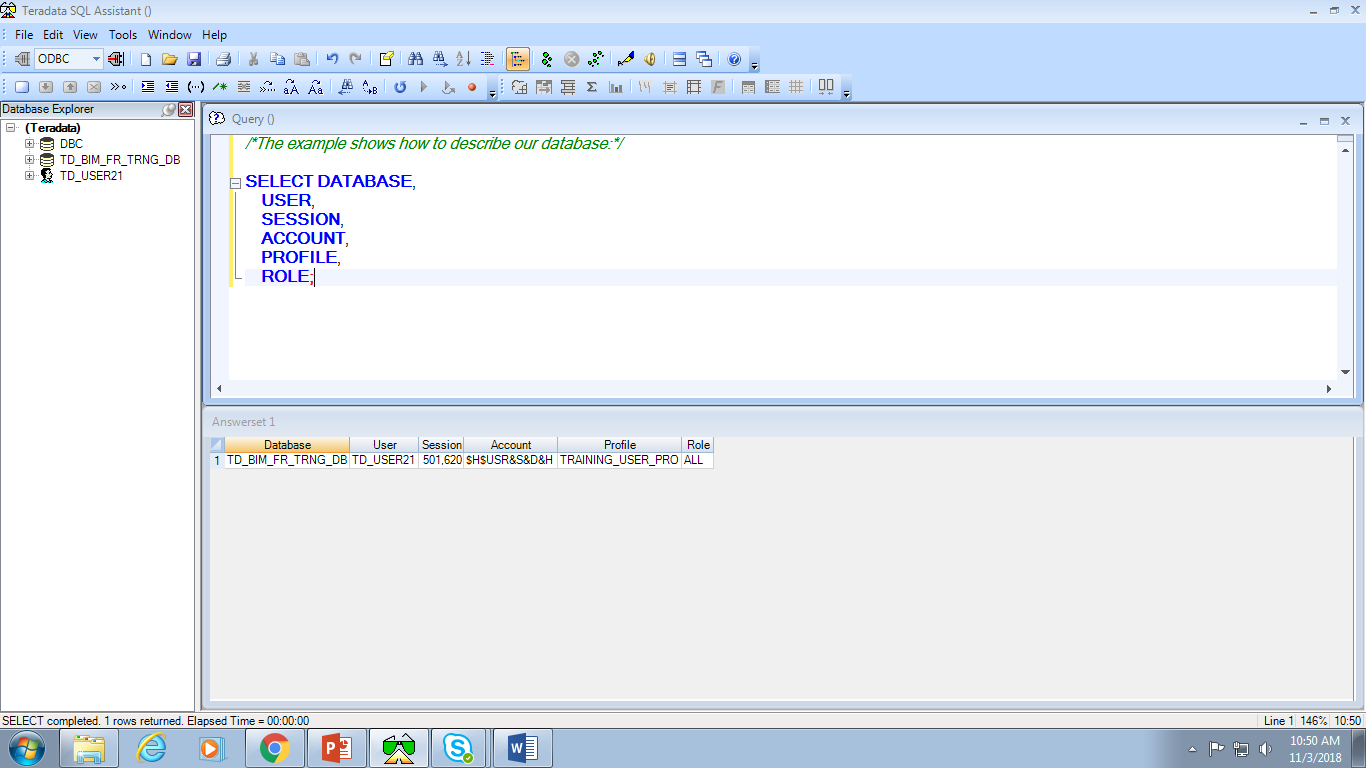 Teradata SQL Assistant ()
File Edit View Tools Window Help
ODBC
Database Explorer
(Teradata)
DBC
TD_BIM_FR_TRNG_DB
TD_USER21
Query ()
/*The example shows how to describe our database:*/
SELECT DATABASE,
USER,
SESSION,
ACCOUNT,
PROFILE,
ROLE;
Answerset 1
Database User Session Account Profile Role
1 TD_BIM_FR_TRNG_DB TD_USER21 501,620 $H$USR&S&D&H TRAINING_USER_PRO ALL
SELECT completed. 1 rows returned. Elapsed Time = 00:00:00
Line 1 146% 10:50
10:50 AM
11/3/2018